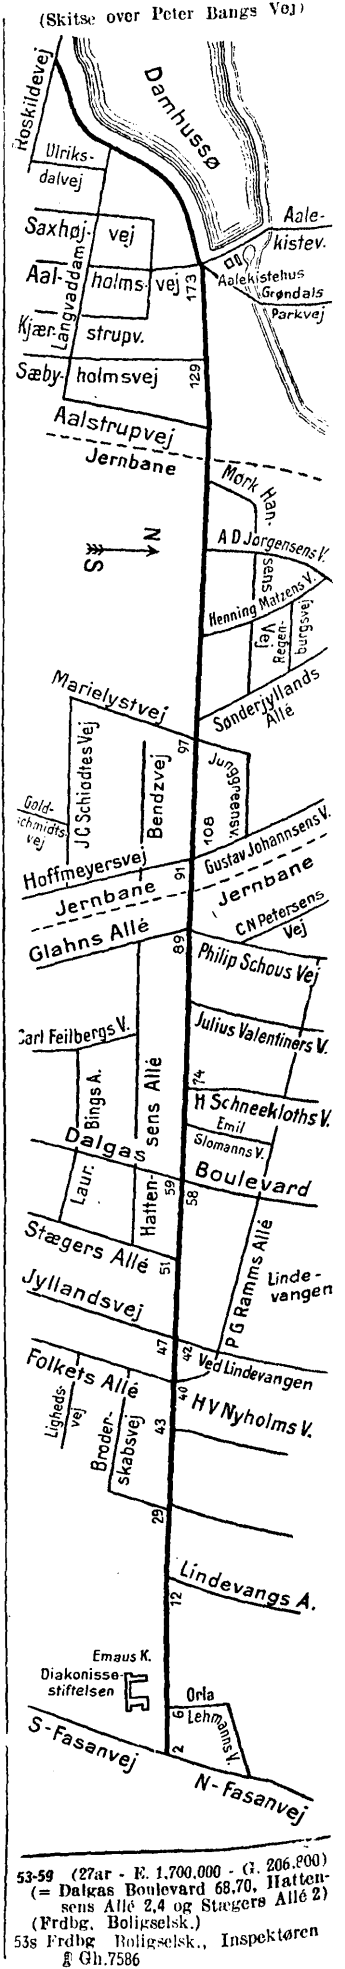 (Skitse over Peter Bangs Vej)
Roskildevej
Damhussø
Ulriks-
dalvej
Saxhøj-
vej
Aale-
kistev.
Langvaddam
Aal-
holms-
vej
173
Aalekistehus
Grøndals
Parkvej
Kjær-
strupv.
Sæby-
holmsvej
129
Aalstrupvej
Jernbane
Mørk Han-
sens
Vej
N
S
A D Jørgensens V.
Henning Matzens V.
Regen-
burgsvej
Sønderjyllands
Allé
Marielystvej
97
Junggreensv.
J C Schiødtes Vej
Bendzvej
108
Gold-
schmidts-
vej
Gustav Johannsens V.
Hoffmeyersvej
91
Jernbane
Jernbane
C N Petersens
Vej
Glahns Allé
89
Philip Schous Vej
Julius Valentiners V.
Carl Feilbergs V.
74
H Schneekloths V.
Bings A.
Laur.
Hatten-
sens Allé
Emil
Slomanns V.
Dalgas
Boulevard
59
58
Stægers Allé
51
P G Ramms Allé
Linde-
vangen
Jyllandsvej
47
42
Ved Lindevangen
Folkets Allé
40
H V Nyholms V.
Ligheds-
vej
Broder-
skabsvej
43
29
Lindevangs A.
12
Emaus K.
Diakonisse-
stiftelsen
Orla
Lehmanns V.
6
2
S-Fasanvej
N-Fasanvej
53-59 (27ar - E. 1.700.000 - G. 206.800)
(= Dalgas Boulevard 68,70, Hatten-
sens Allé 2,4 og Stægers Allé 2)
(Frdbg. Boligselsk.)
53s Frdbg Boligselsk., Inspektøren
Gh.7586